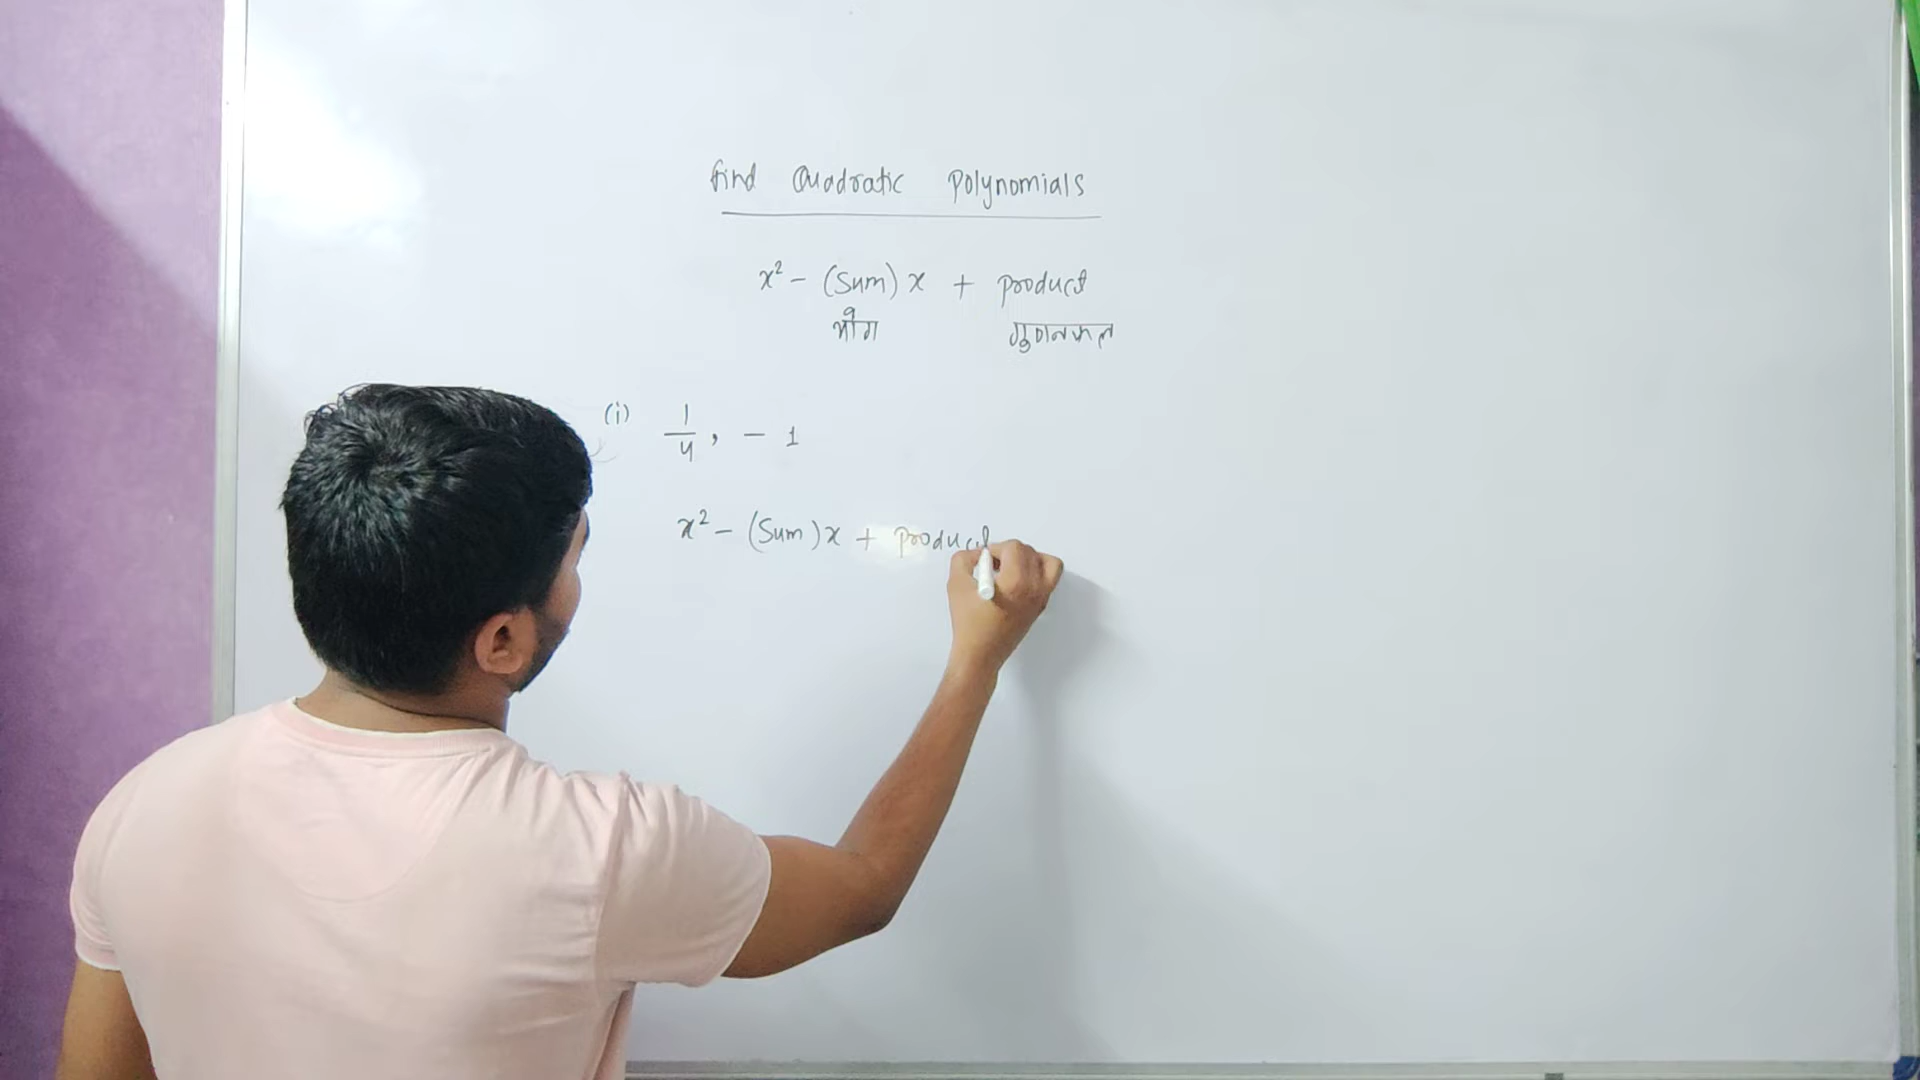 find Quadratic Polynomials
x² - (Sum) x + product
योग गुणनफल
(i) 1/4, - 1
x² - (Sum) x + product